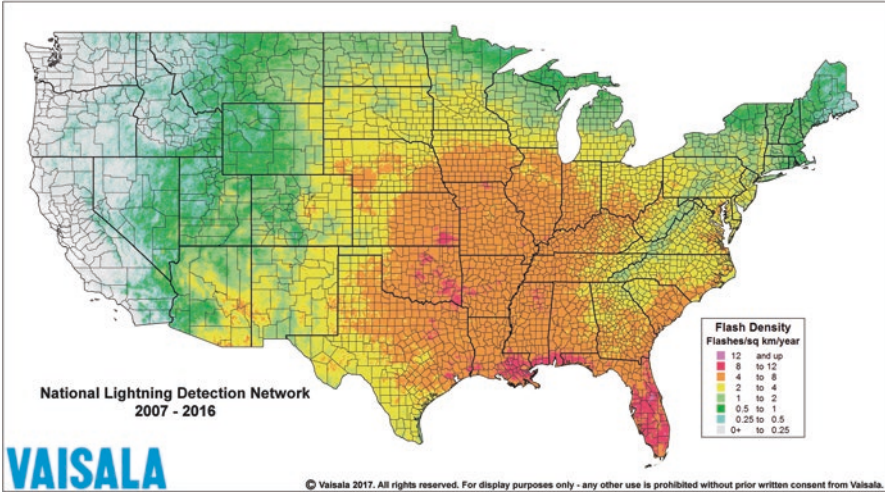 Flash Density
Flashes/sq km/year
12 and up
8 to 12
4 to 8
2 to 4
1 to 2
0.5 to 1
0.25 to 0.5
0+ to 0.25
National Lightning Detection Network
2007 - 2016
VAISALA
© Vaisala 2017. All rights reserved. For display purposes only - any other use is prohibited without prior written consent from Vaisala.